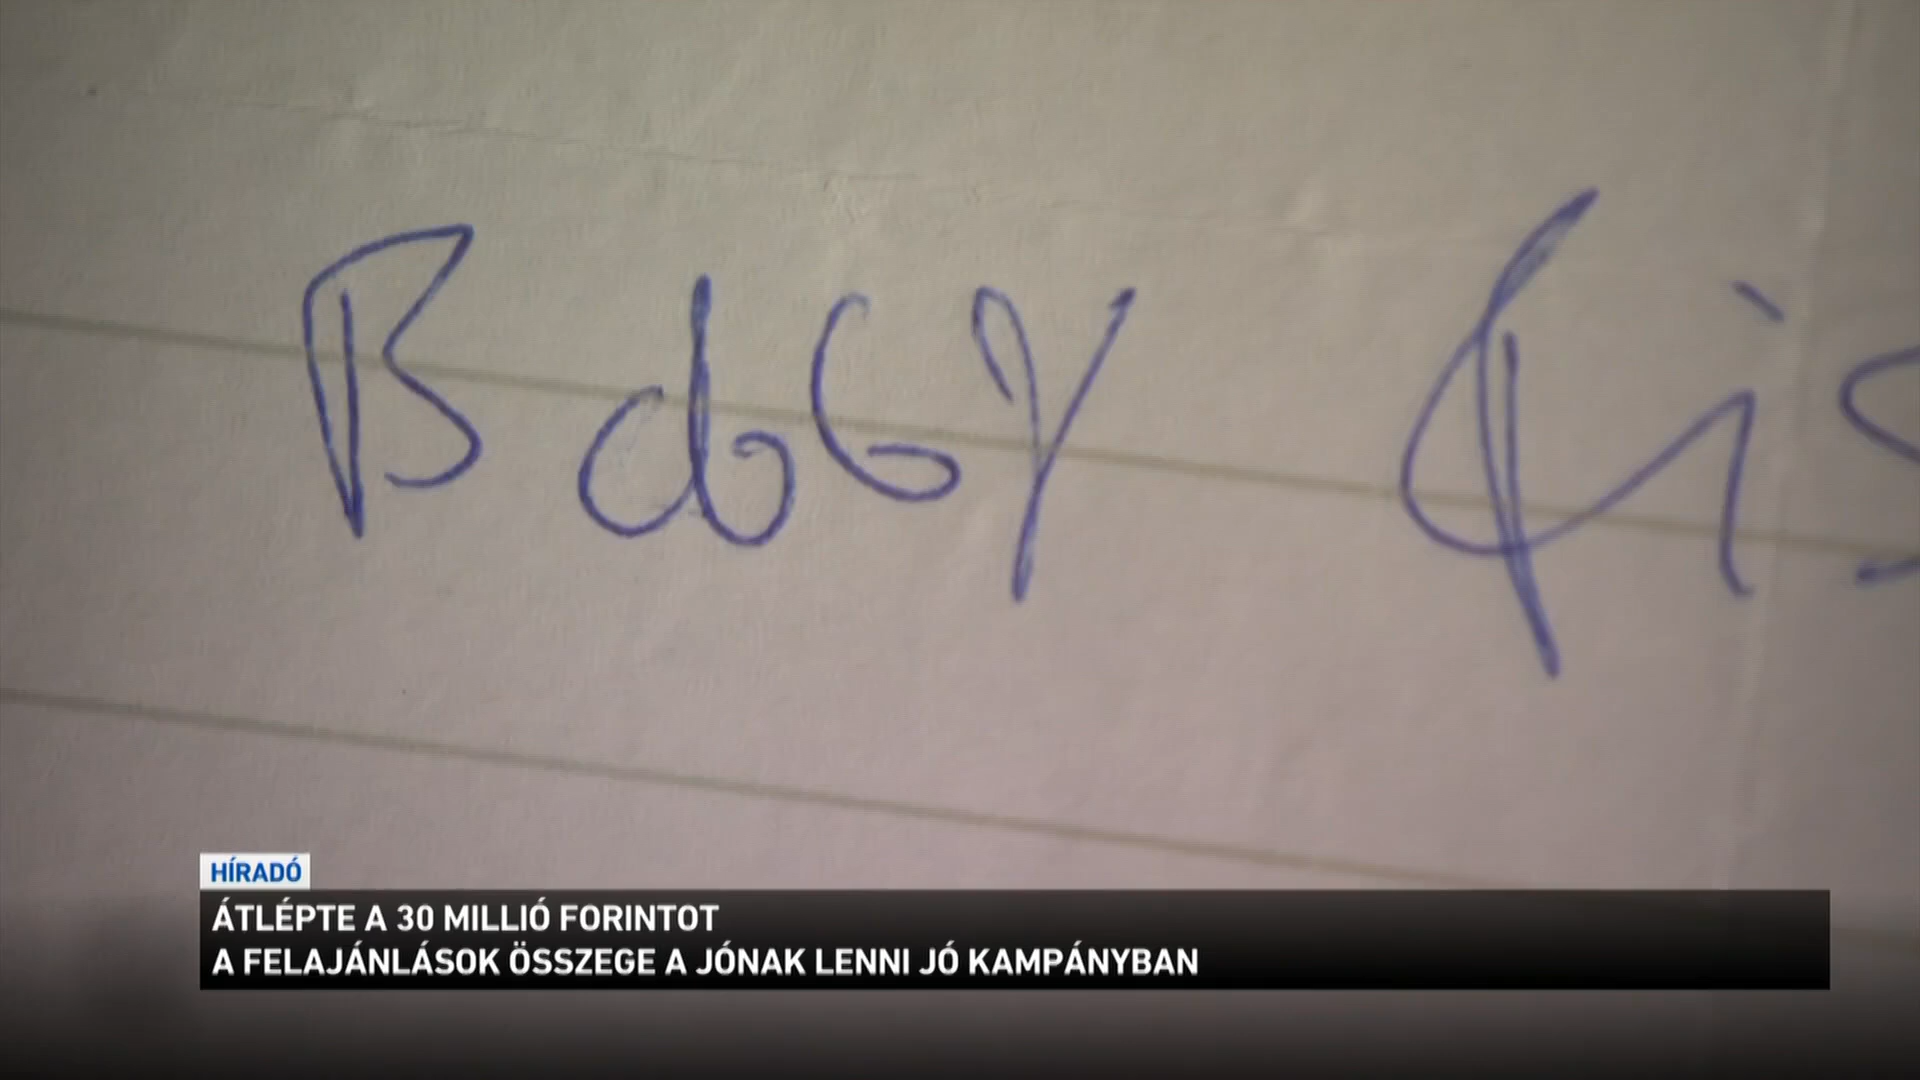 HÍRADÓ
ÁTLÉPTE A 30 MILLIÓ FORINTOT
A FELAJÁNLÁSOK ÖSSZEGE A JÓNAK LENNI JÓ KAMPÁNYBAN